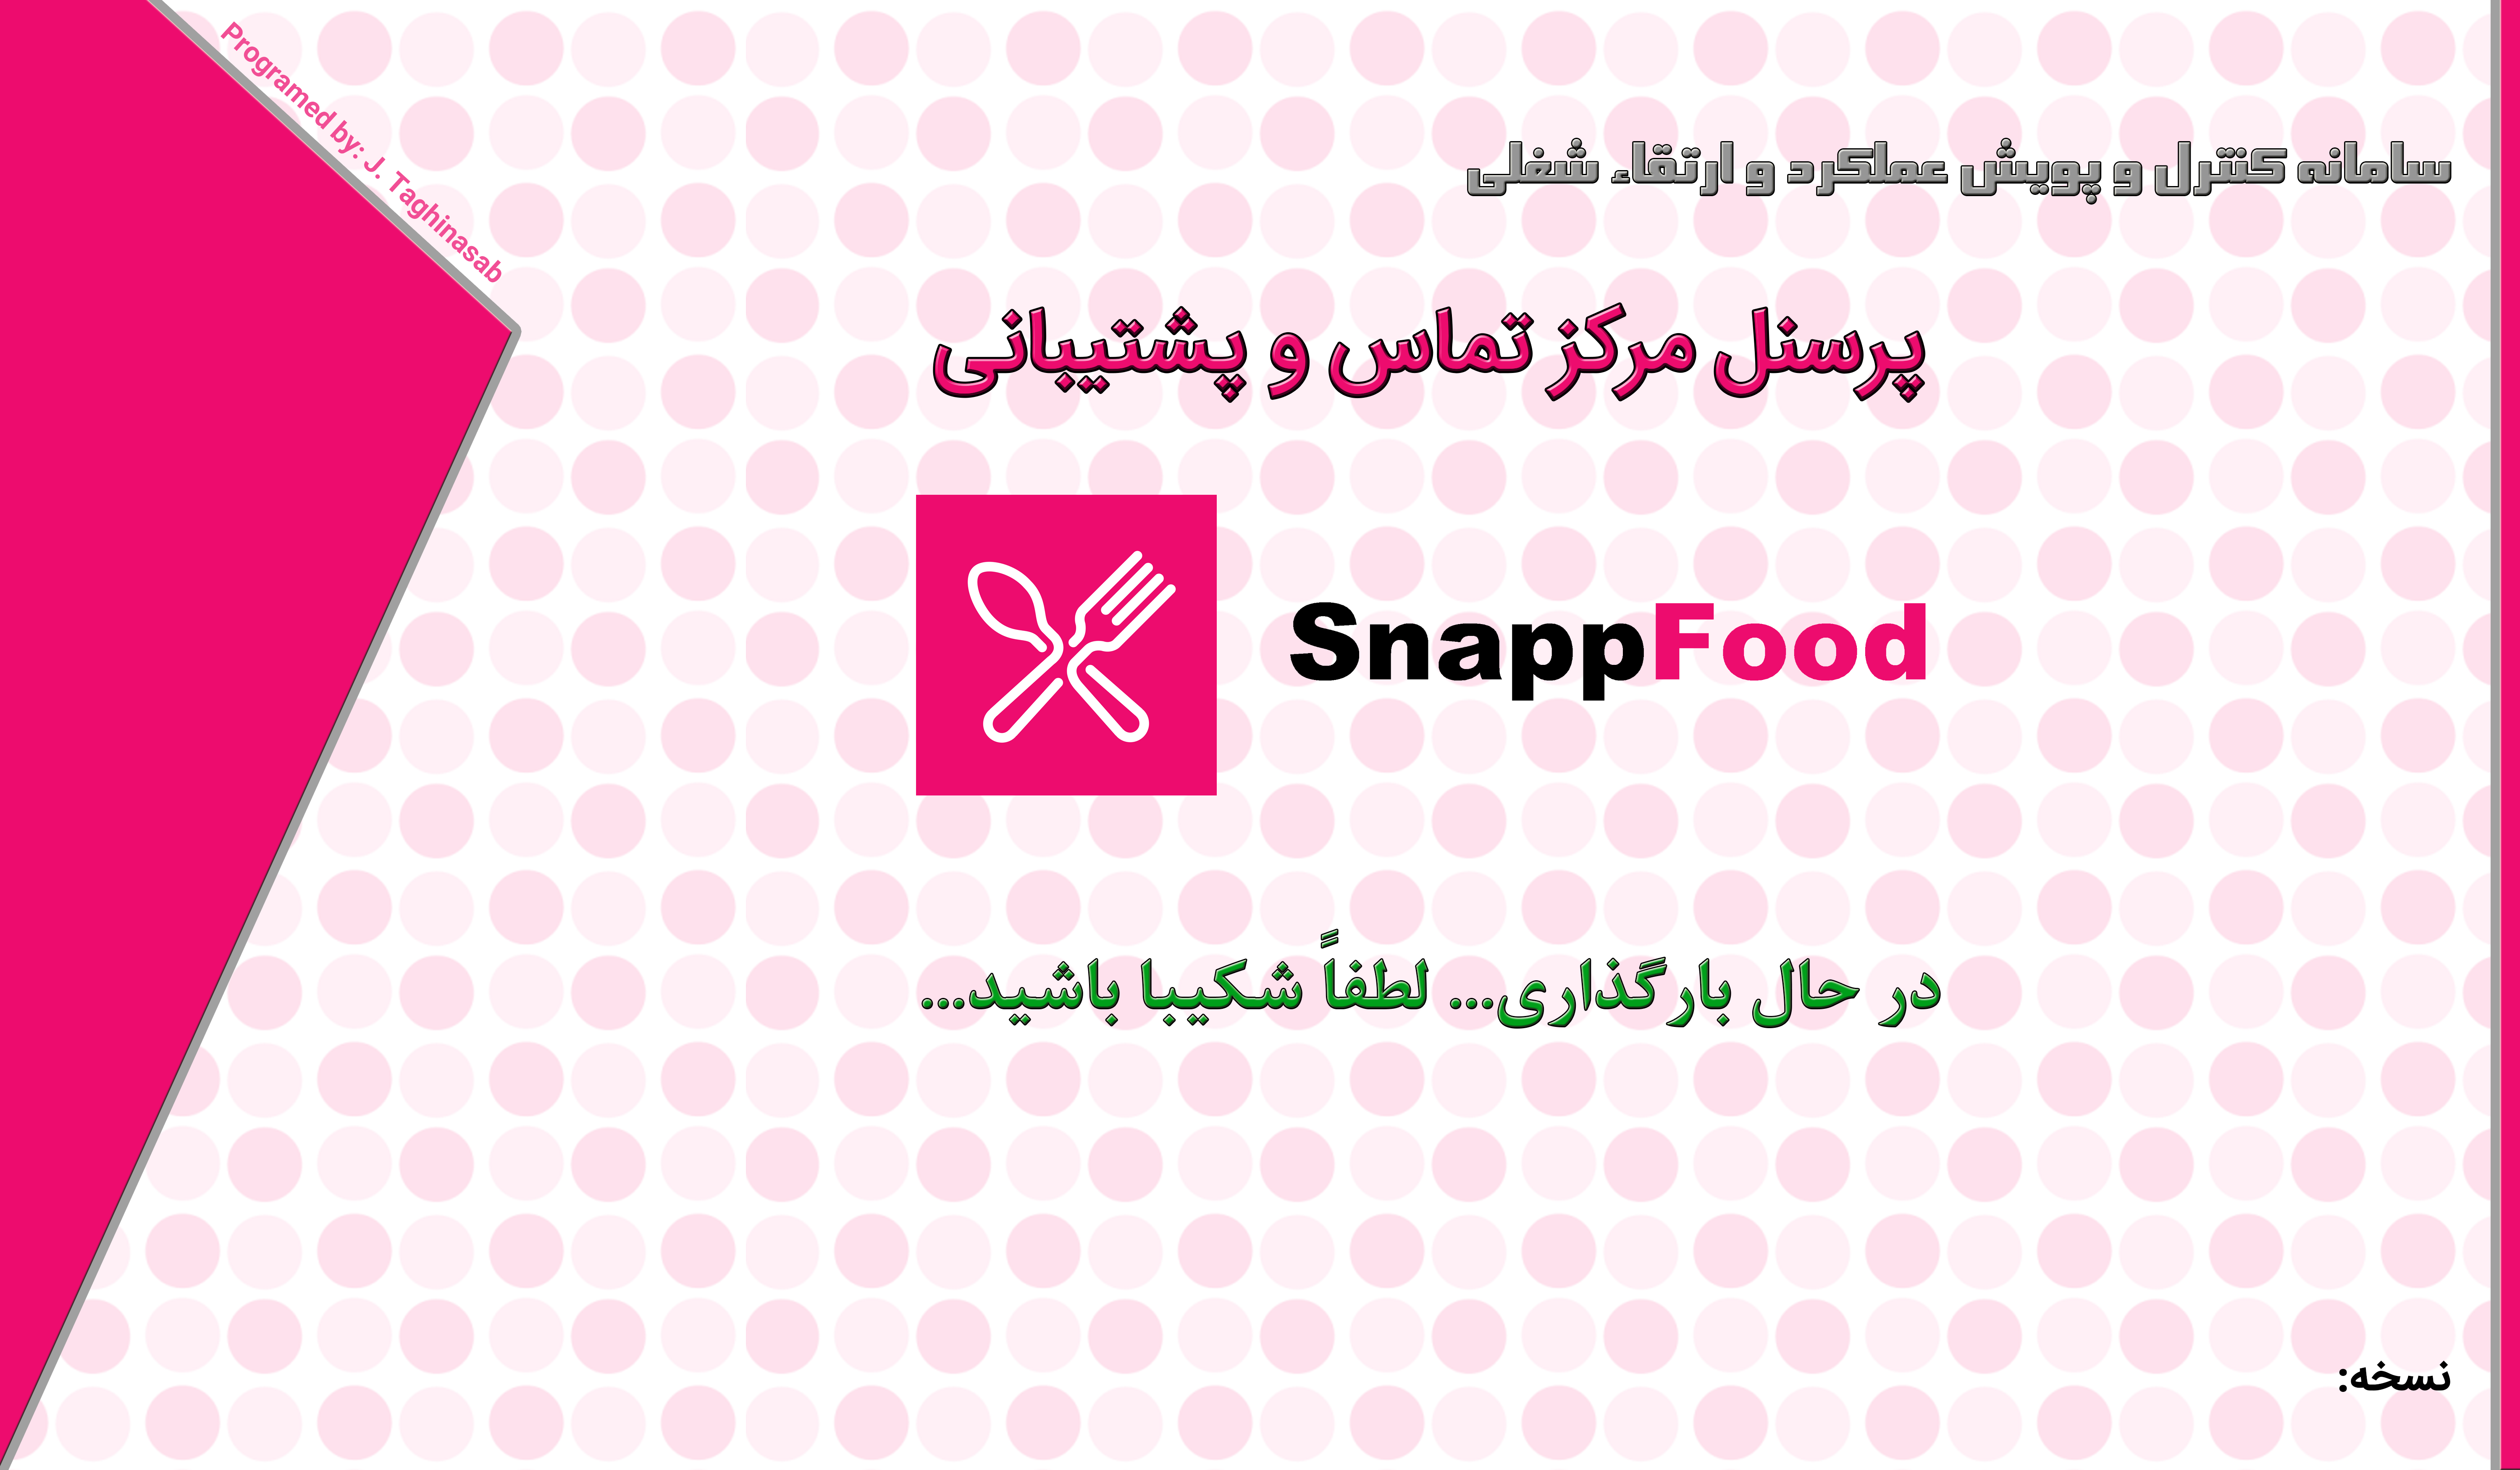 Programed by: J. Taghinasab
سامانه کنترل و پویش عملکرد و ارتقاء شغلی
پرسنل مرکز تماس و پشتیبانی
SnappFood
در حال بارگذاری... لطفاً شکیبا باشید...
نسخه: